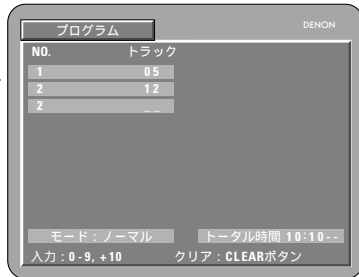 プログラム DENON
NO. トラック
1 05
2 12
2 _ _
モード：ノーマル トータル時間 10:10--
入力：0-9, +10 クリア：CLEARボタン